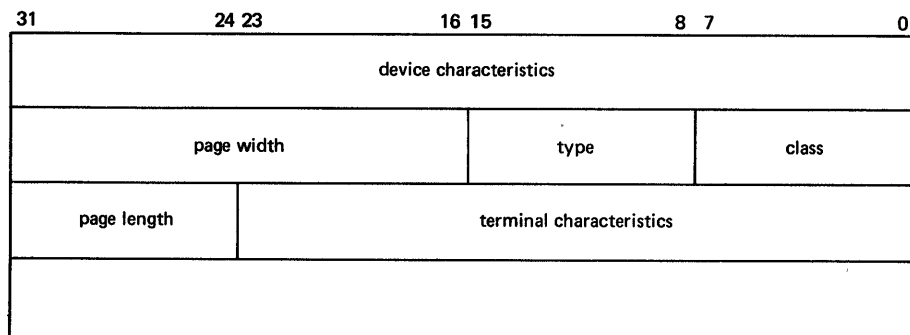 31 24 23 16 15 8 7 0
device characteristics
page width type class
page length terminal characteristics